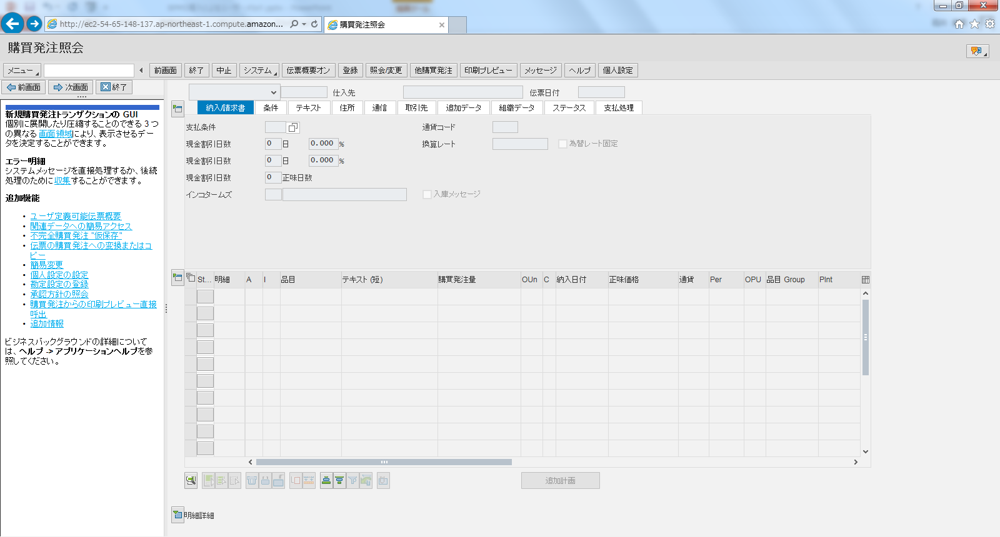 http://ec2-54-65-148-137.ap-northeast-1.compute.amazon...
購買発注照会
購買発注照会
メニュー 前画面 終了 中止 システム 伝票概要オン 登録 照会/変更 他購買発注 印刷プレビュー メッセージ ヘルプ 個人設定
前画面 次画面 終了
新規購買発注トランザクションの GUI
個別に展開したり圧縮することのできる 3 つ
の異なる 画面領域により、表示させるデー
タを決定することができます。
エラー明細
システムメッセージを直接処理するか、後続
処理のために収集することができます。
追加機能
• ユーザ定義可能伝票概要
• 関連データへの簡易アクセス
• 不完全購買発注 "仮保存"
• 伝票の購買発注への変換またはコ
ピー
• 簡易変更
• 個人設定の設定
• 勘定設定の登録
• 承認方針の照会
• 購買発注からの印刷プレビュー直接
呼出
• 追加情報
ビジネスバックグラウンドの詳細について
は、ヘルプ -> アプリケーションヘルプを参
照してください。
仕入先 伝票日付
納入/請求書 条件 テキスト 住所 通信 取引先 追加データ 組織データ ステータス 支払処理
支払条件 通貨コード
現金割引日数 0 日 0.000 % 換算レート 為替レート固定
現金割引日数 0 日 0.000 %
現金割引日数 0 正味日数
インコタームズ 入庫メッセージ
St... 明細 A I 品目 テキスト (短) 購買発注量 OUn C 納入日付 正味価格 通貨 Per OPU 品目 Group Plnt
追加計画
明細詳細